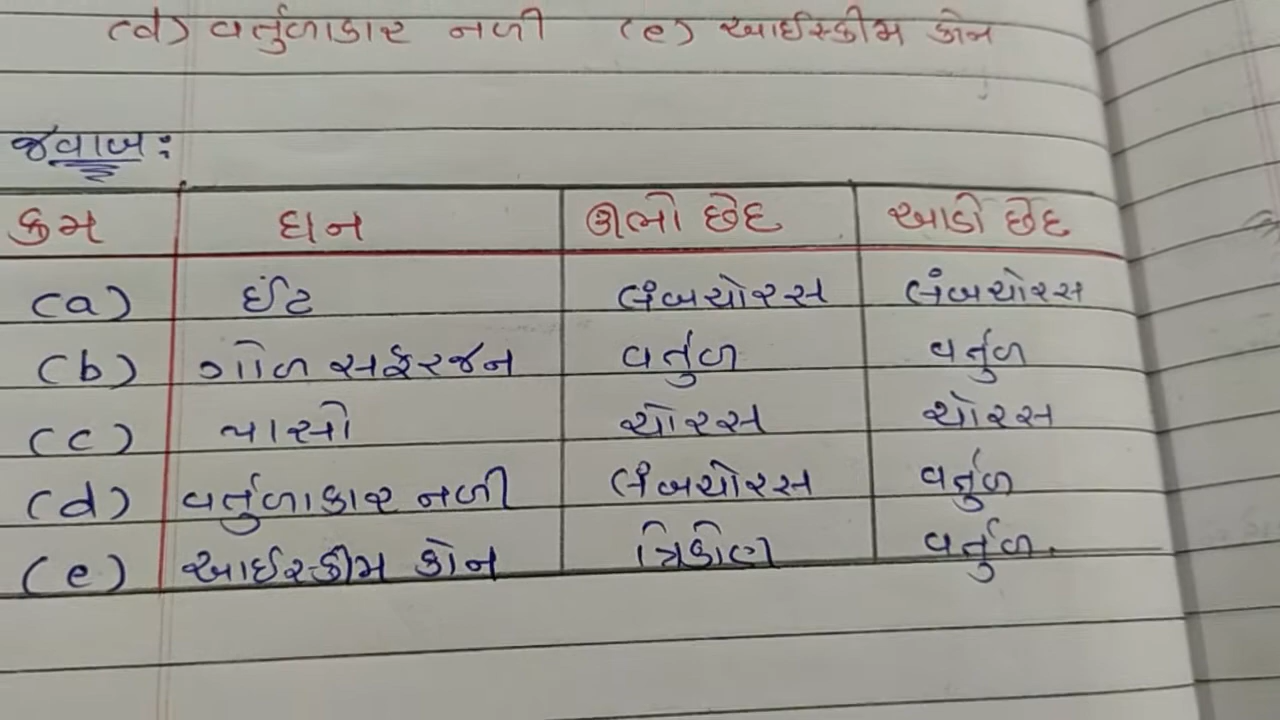 (d) વર્તુળાકાર નળી (e) આઈસ્ક્રીમ કોન
જવાબ:
ક્રમ ઘન ઊભો છેદ આડો છેદ
(a) ઈંટ લંબચોરસ લંબચોરસ
(b) ગોળ સફરજન વર્તુળ વર્તુળ
(c) પાસો ચોરસ ચોરસ
(d) વર્તુળાકાર નળી લંબચોરસ વર્તુળ
(e) આઈસ્ક્રીમ કોન ત્રિકોણ વર્તુળ.